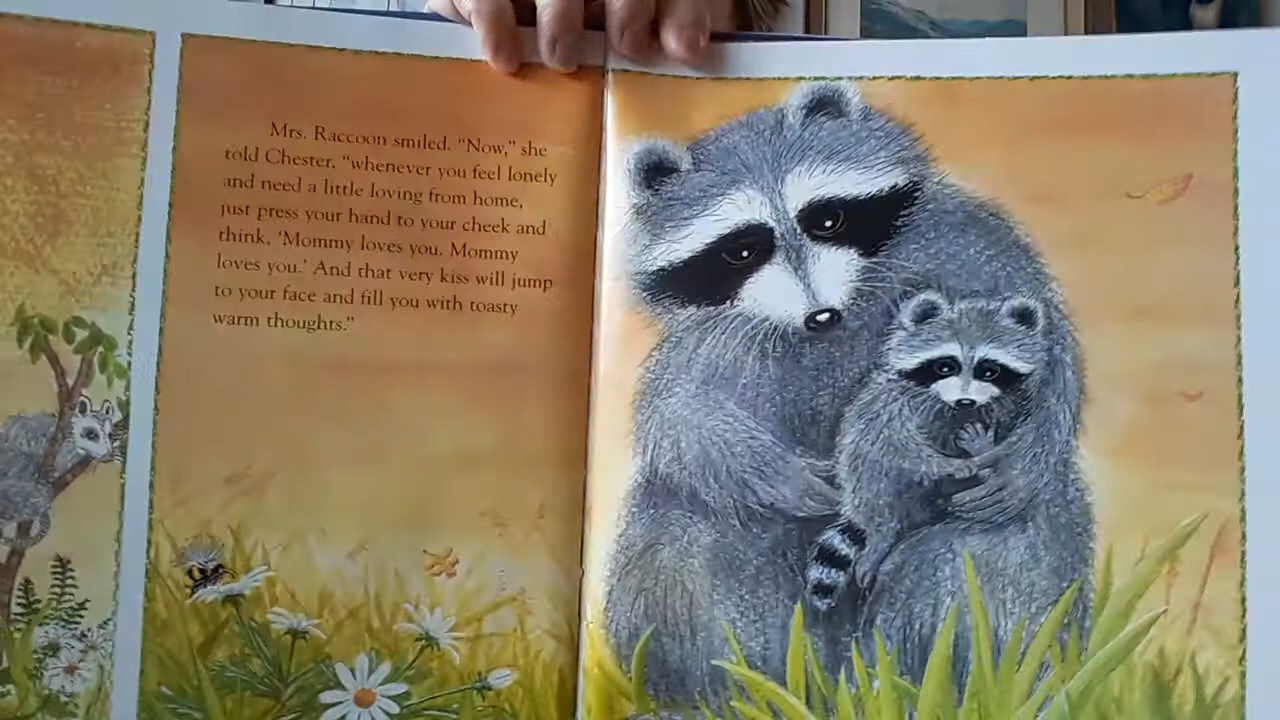 Mrs. Raccoon smiled. “Now,” she
told Chester, “whenever you feel lonely
and need a little loving from home,
just press your hand to your cheek and
think, ‘Mommy loves you. Mommy
loves you.’ And that very kiss will jump
to your face and fill you with toasty
warm thoughts.”